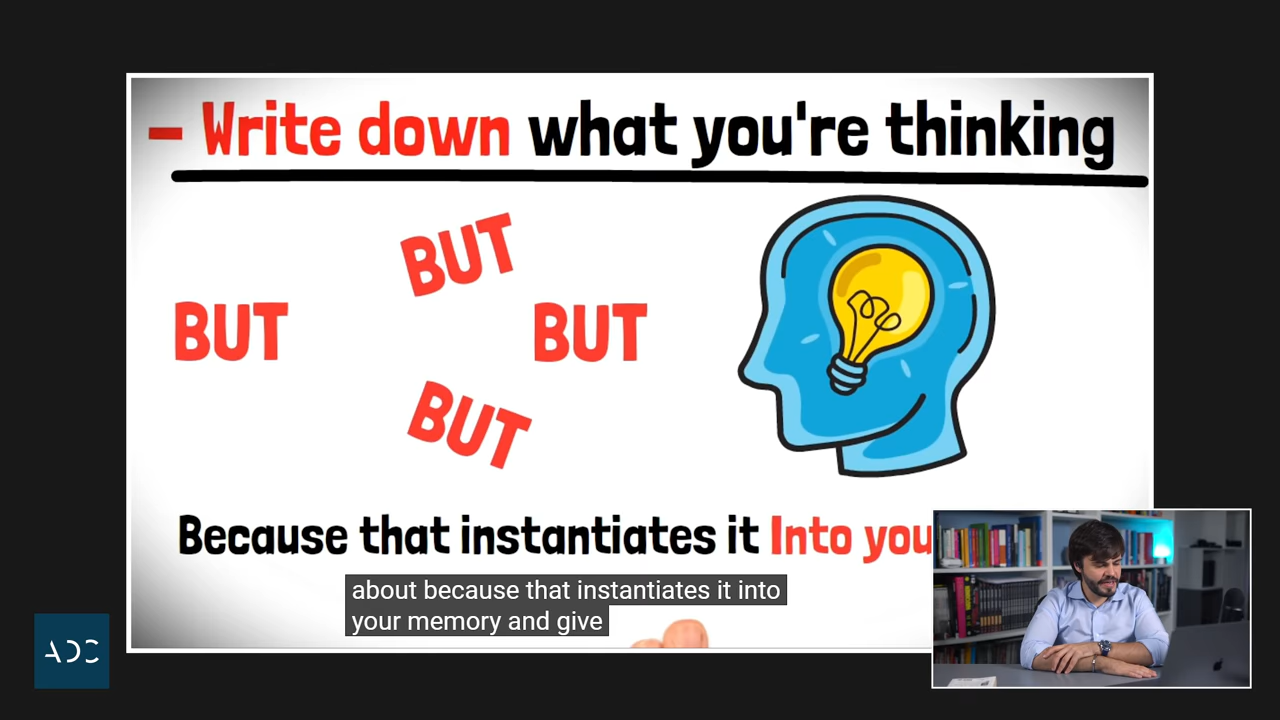 – Write down what you're thinking
BUT
BUT
BUT
BUT
Because that instantiates it Into you
about because that instantiates it into
your memory and give
ADC